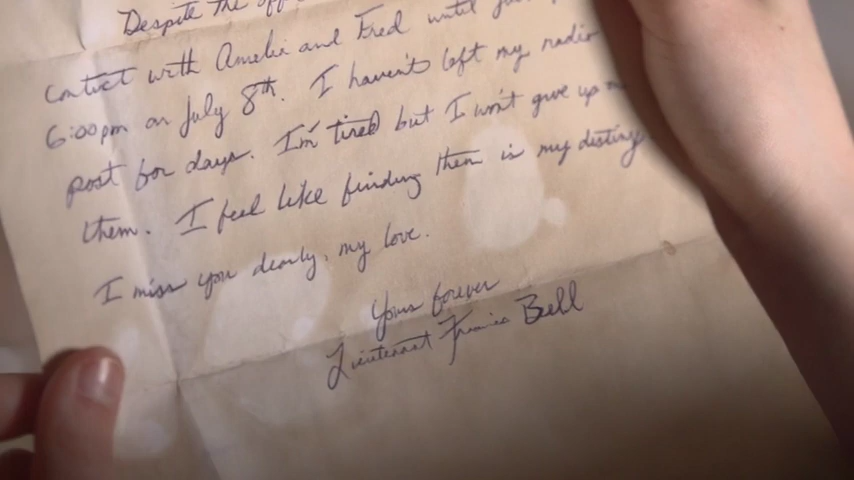 Despite the
contact with Amelia and Fred until
6:00pm on July 8th. I haven't left my radio
post for days. I'm tired but I won't give up on
them. I feel like finding them is my destiny
I miss you dearly, my love.
Yours forever
Lieutenant Francis Bell